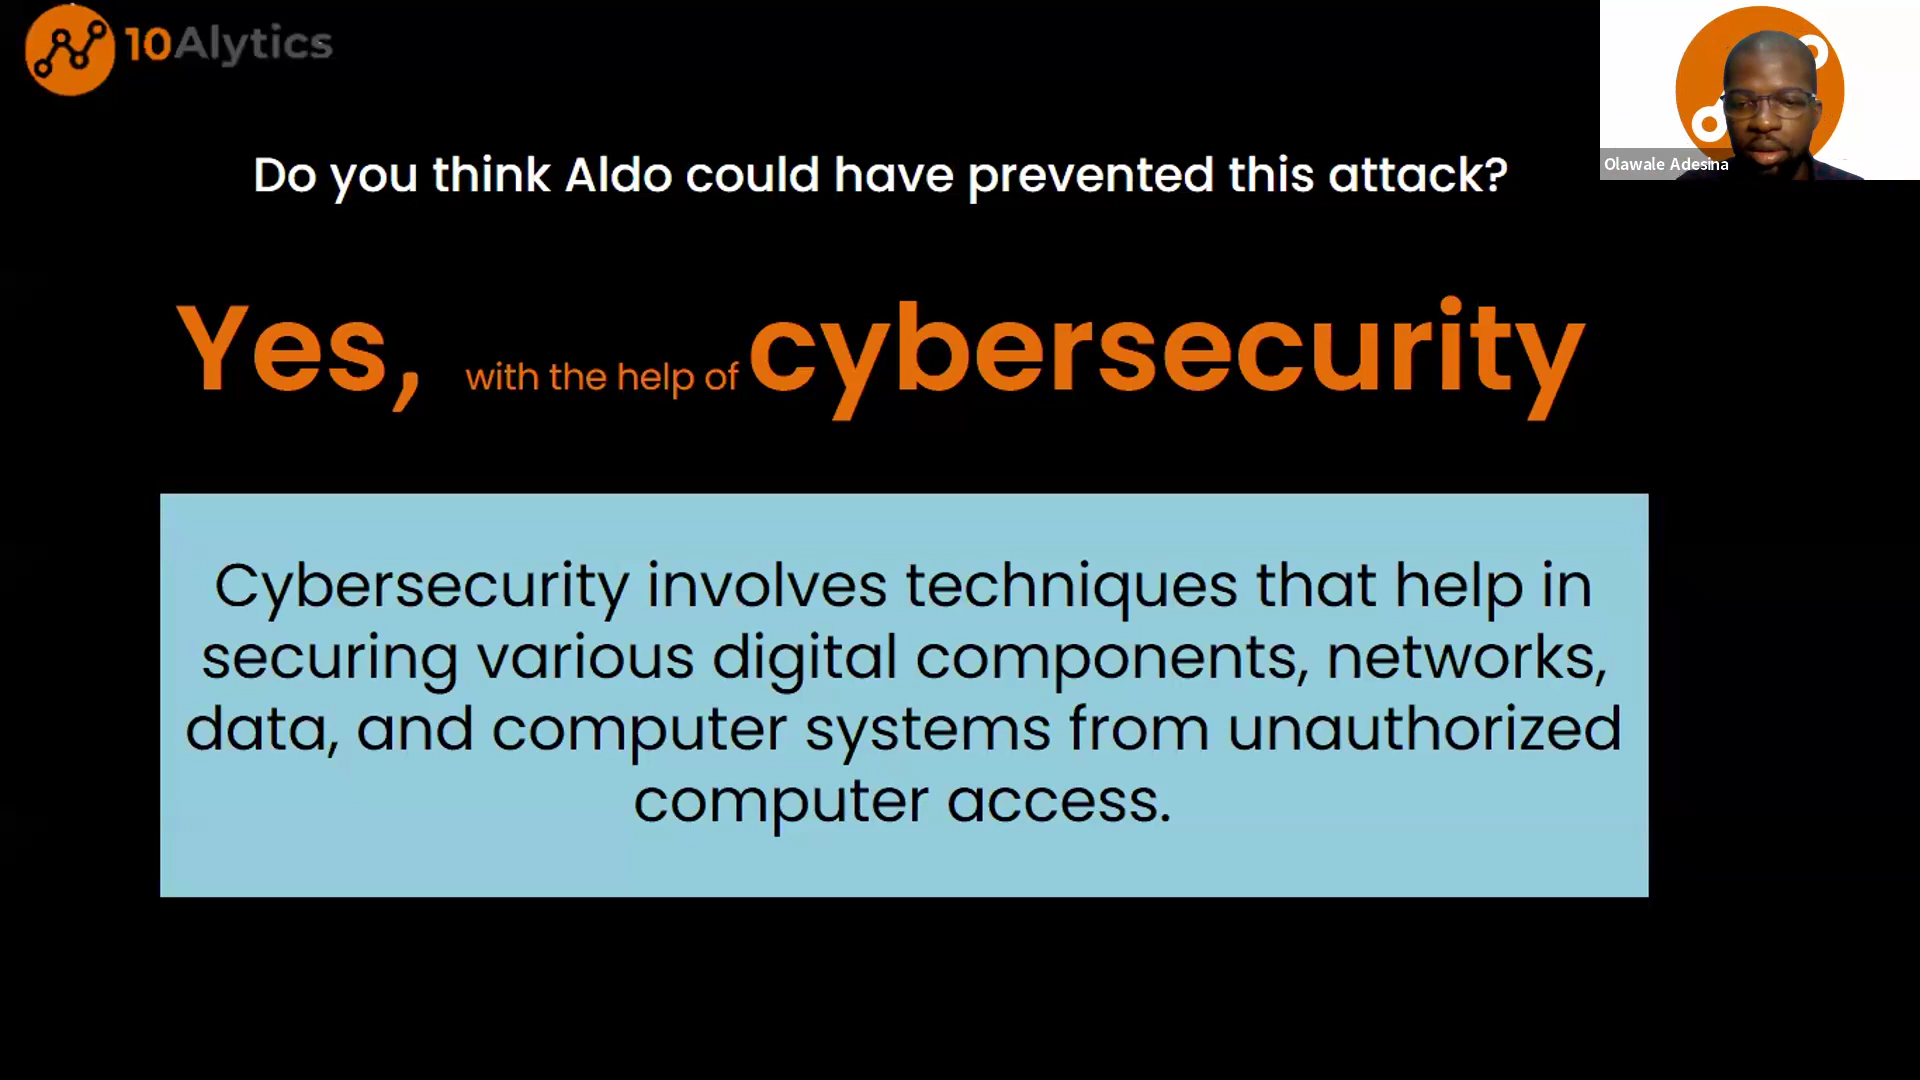 10Alytics
Olawale Adesina
Do you think Aldo could have prevented this attack?
Yes, with the help of cybersecurity
Cybersecurity involves techniques that help in
securing various digital components, networks,
data, and computer systems from unauthorized
computer access.